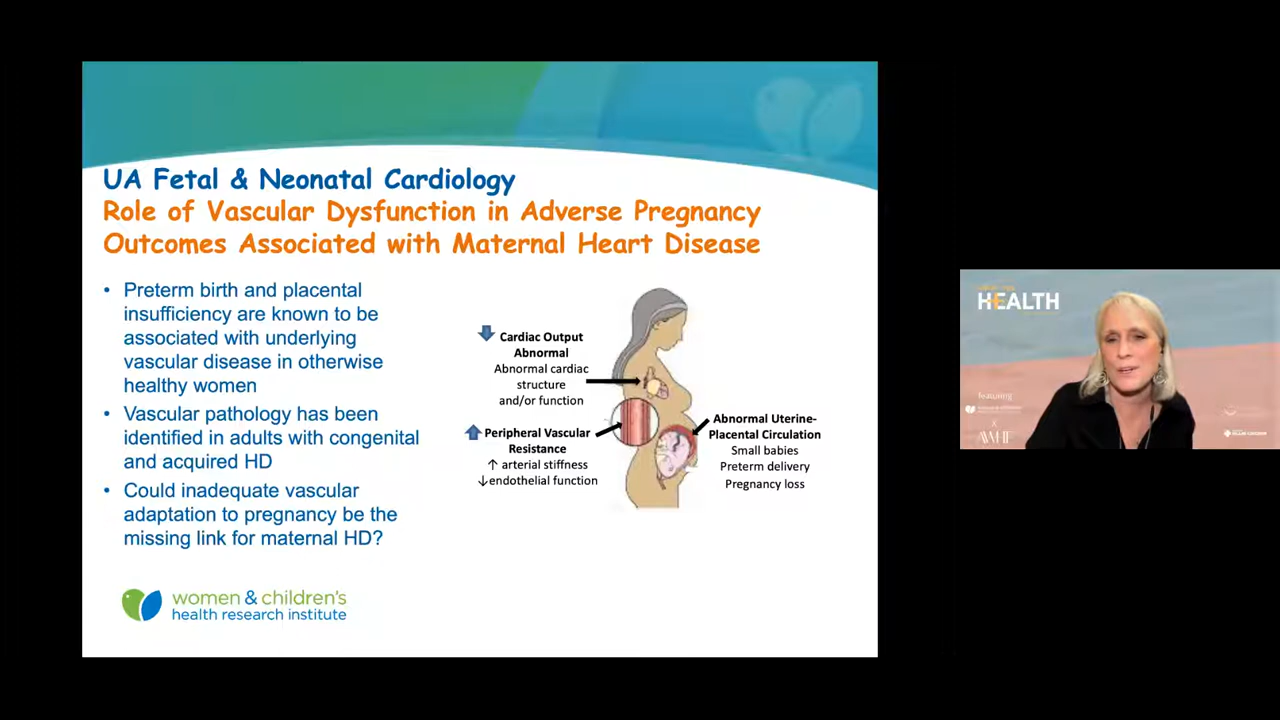 UA Fetal & Neonatal Cardiology
Role of Vascular Dysfunction in Adverse Pregnancy
Outcomes Associated with Maternal Heart Disease
• Preterm birth and placental
insufficiency are known to be
associated with underlying
vascular disease in otherwise
healthy women
• Vascular pathology has been
identified in adults with congenital
and acquired HD
• Could inadequate vascular
adaptation to pregnancy be the
missing link for maternal HD?
Cardiac Output
Abnormal
Abnormal cardiac
structure
and/or function
Peripheral Vascular
Resistance
↑ arterial stiffness
↓endothelial function
Abnormal Uterine-
Placental Circulation
Small babies
Preterm delivery
Pregnancy loss
women & children's
health research institute
HEALTH
featuring
X
AWHF